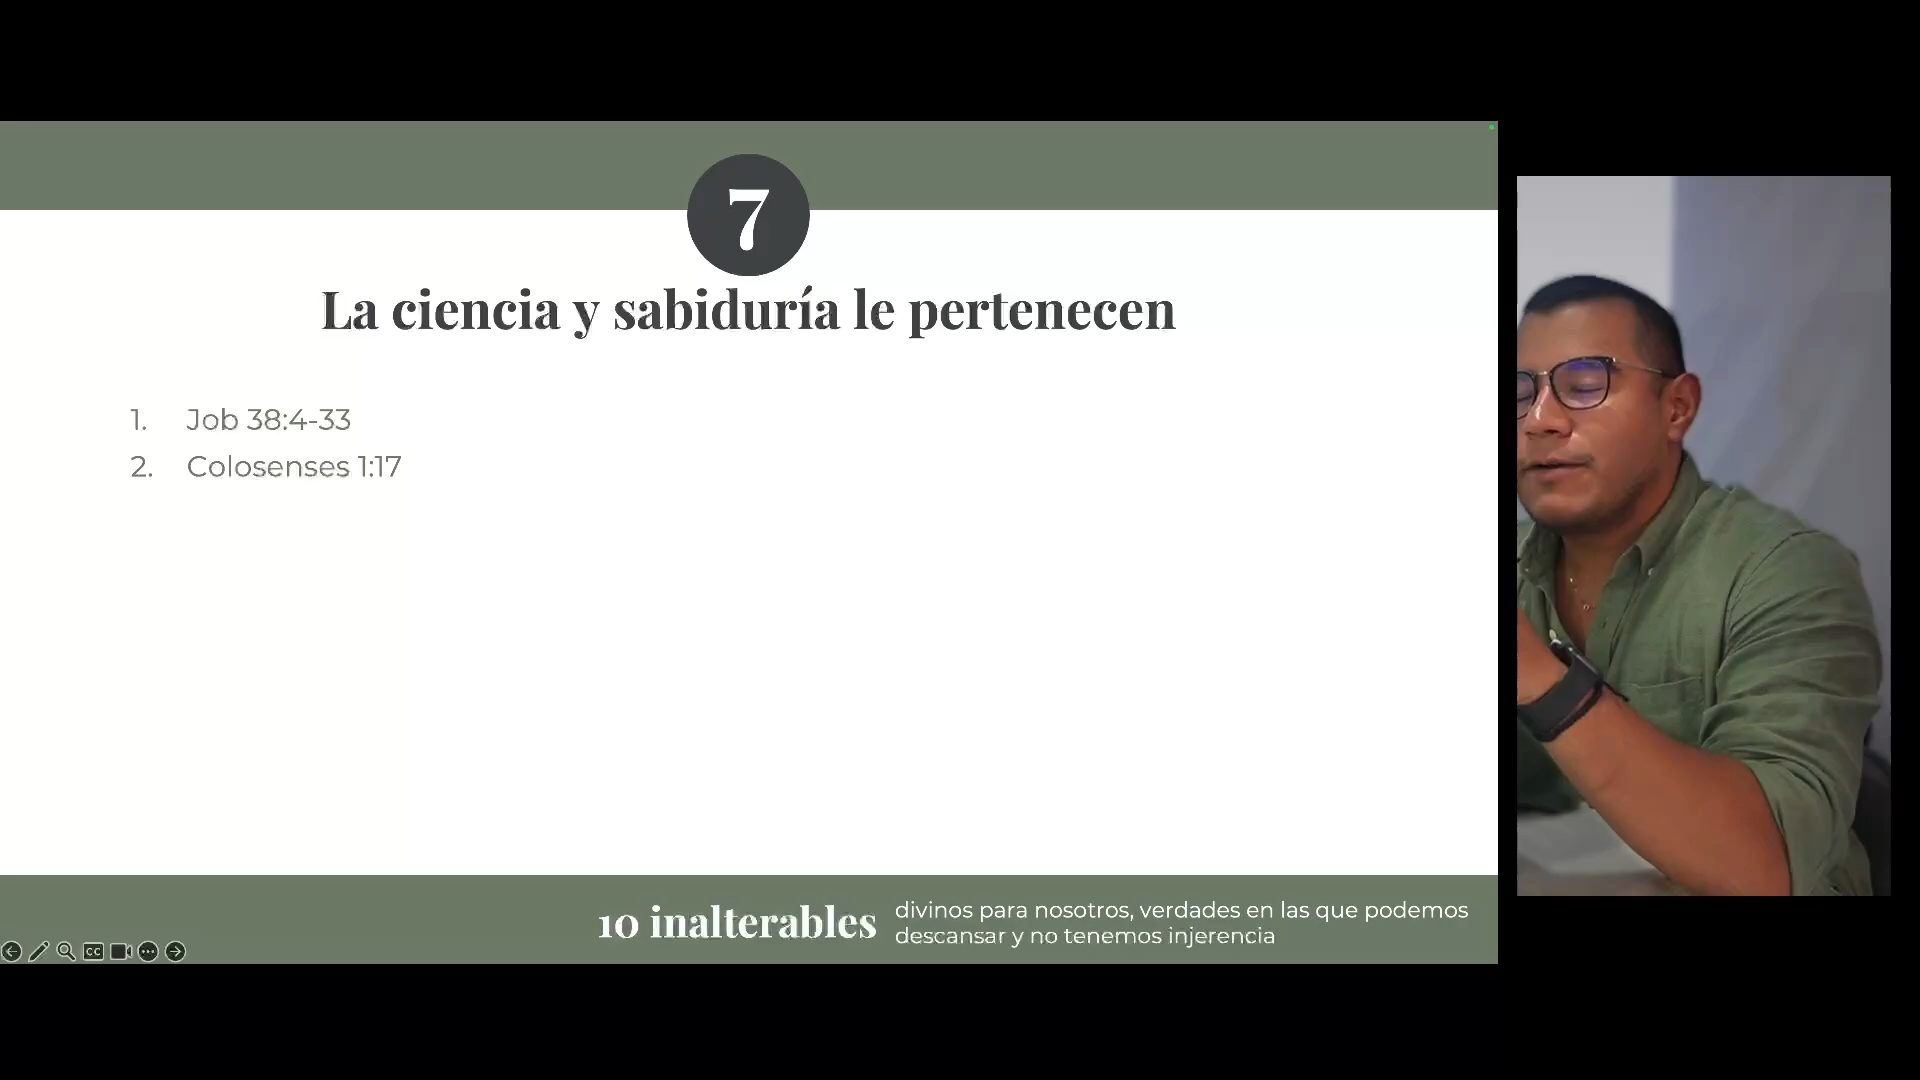 7
La ciencia y sabiduría le pertenecen
1. Job 38:4-33
2. Colosenses 1:17
10 inalterables
divinos para nosotros, verdades en las que podemos
descansar y no tenemos injerencia
CC